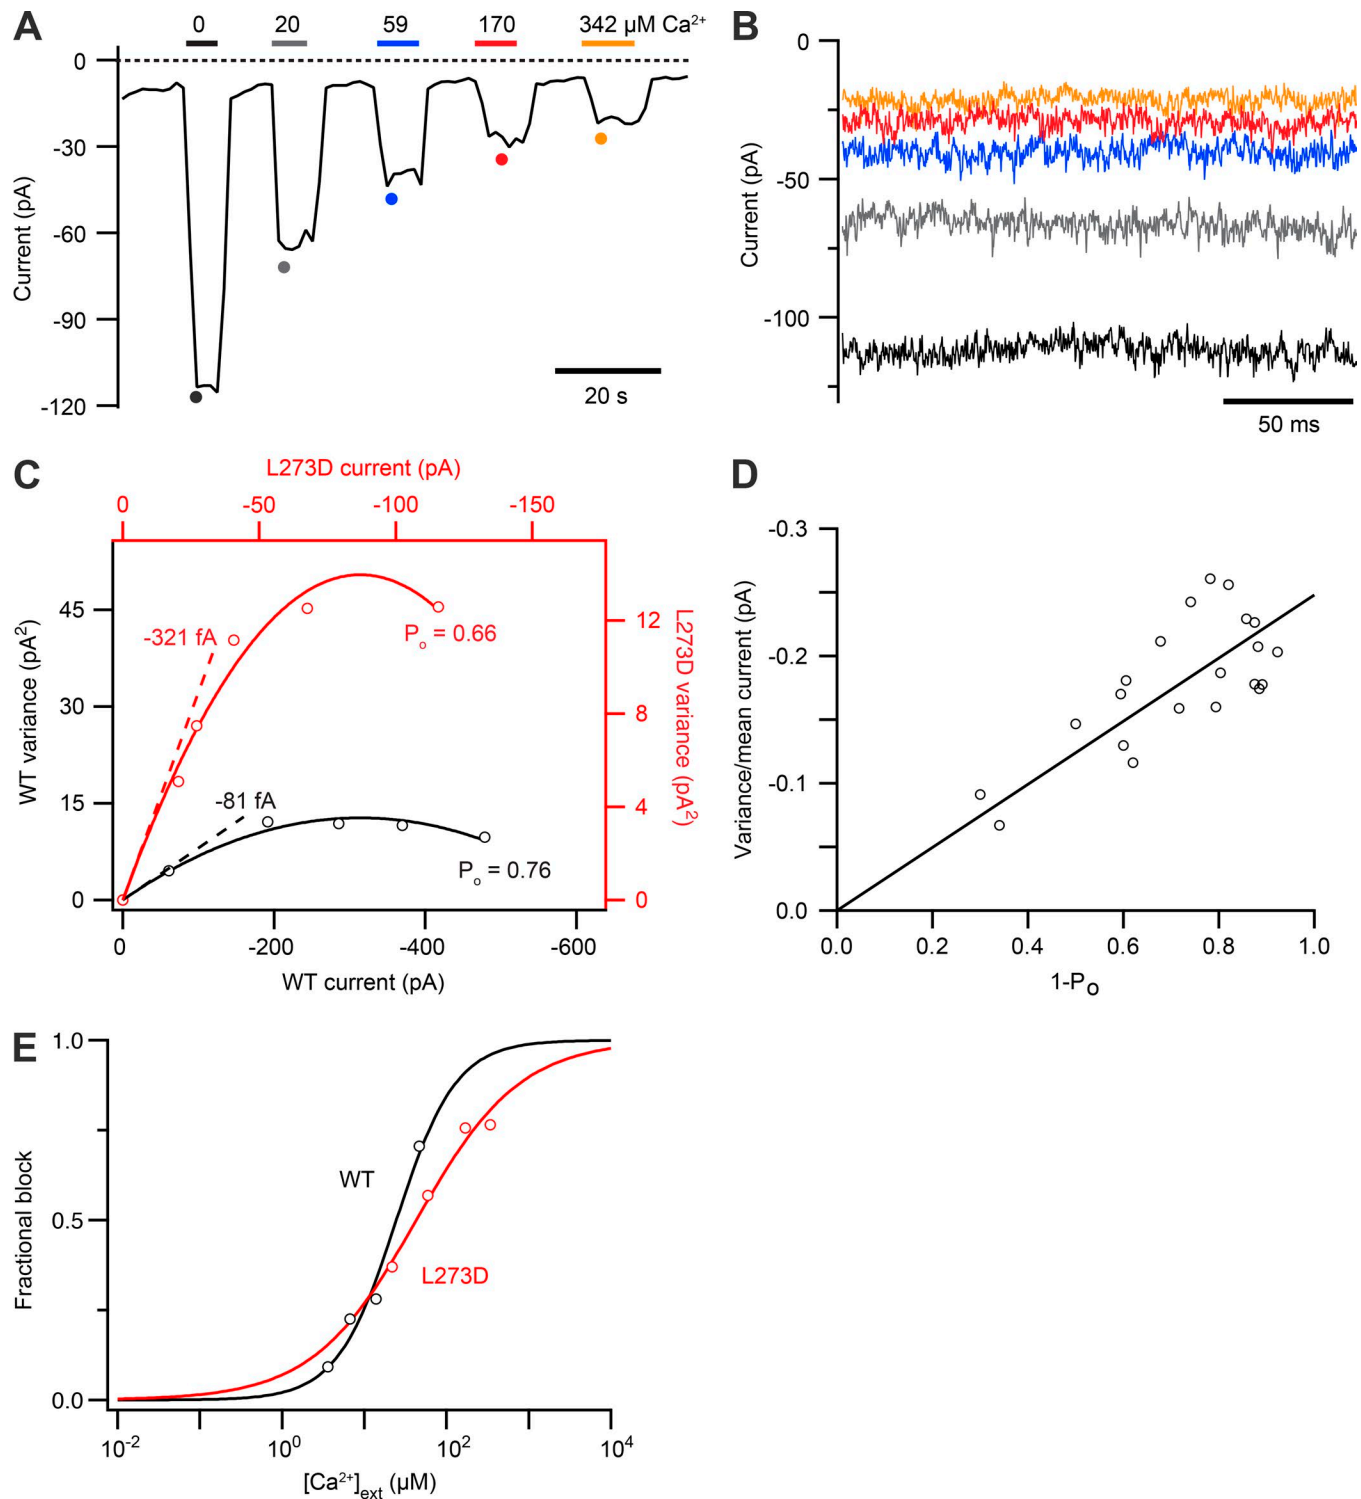 A
0 20 59 170 342 µM Ca²⁺
0
-30
-60
-90
-120
Current (pA)
20 s
B
0
-50
-100
Current (pA)
50 ms
C
L273D current (pA)
0 -50 -100 -150
45
30
15
0
WT variance (pA²)
12
8
4
0
L273D variance (pA²)
-321 fA
Pₒ = 0.66
-81 fA
Pₒ = 0.76
0 -200 -400 -600
WT current (pA)
D
-0.3
-0.2
-0.1
0.0
Variance/mean current (pA)
0.0 0.2 0.4 0.6 0.8 1.0
1-Pₒ
E
1.0
0.5
0.0
Fractional block
WT
L273D
10⁻² 10⁰ 10² 10⁴
[Ca²⁺]ₑₓₜ (µM)